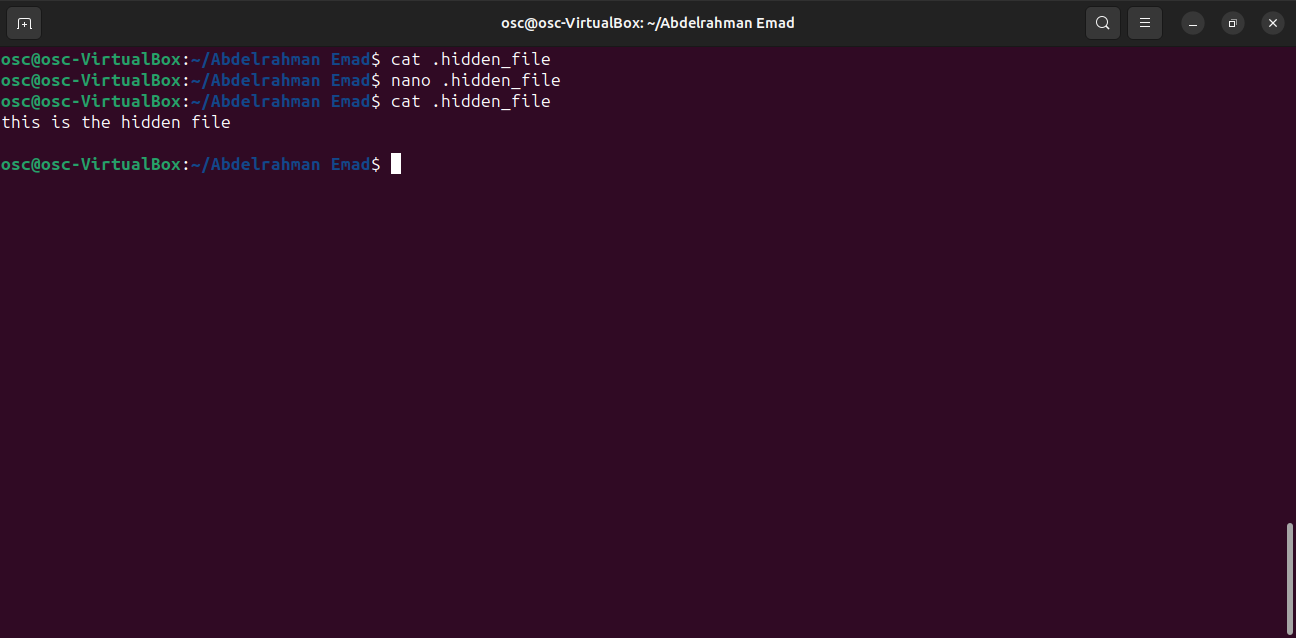 osc@osc-VirtualBox: ~/Abdelrahman Emad
osc@osc-VirtualBox:~/Abdelrahman Emad$ cat .hidden_file
osc@osc-VirtualBox:~/Abdelrahman Emad$ nano .hidden_file
osc@osc-VirtualBox:~/Abdelrahman Emad$ cat .hidden_file
this is the hidden file
osc@osc-VirtualBox:~/Abdelrahman Emad$